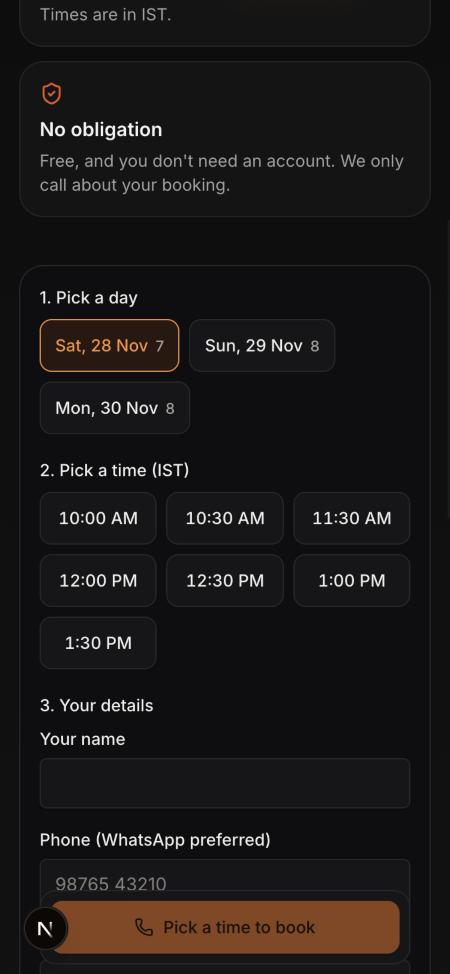 Times are in IST.
No obligation
Free, and you don't need an account. We only
call about your booking.
1. Pick a day
Sat, 28 Nov 7
Sun, 29 Nov 8
Mon, 30 Nov 8
2. Pick a time (IST)
10:00 AM
10:30 AM
11:30 AM
12:00 PM
12:30 PM
1:00 PM
1:30 PM
3. Your details
Your name
Phone (WhatsApp preferred)
98765 43210
N
Pick a time to book